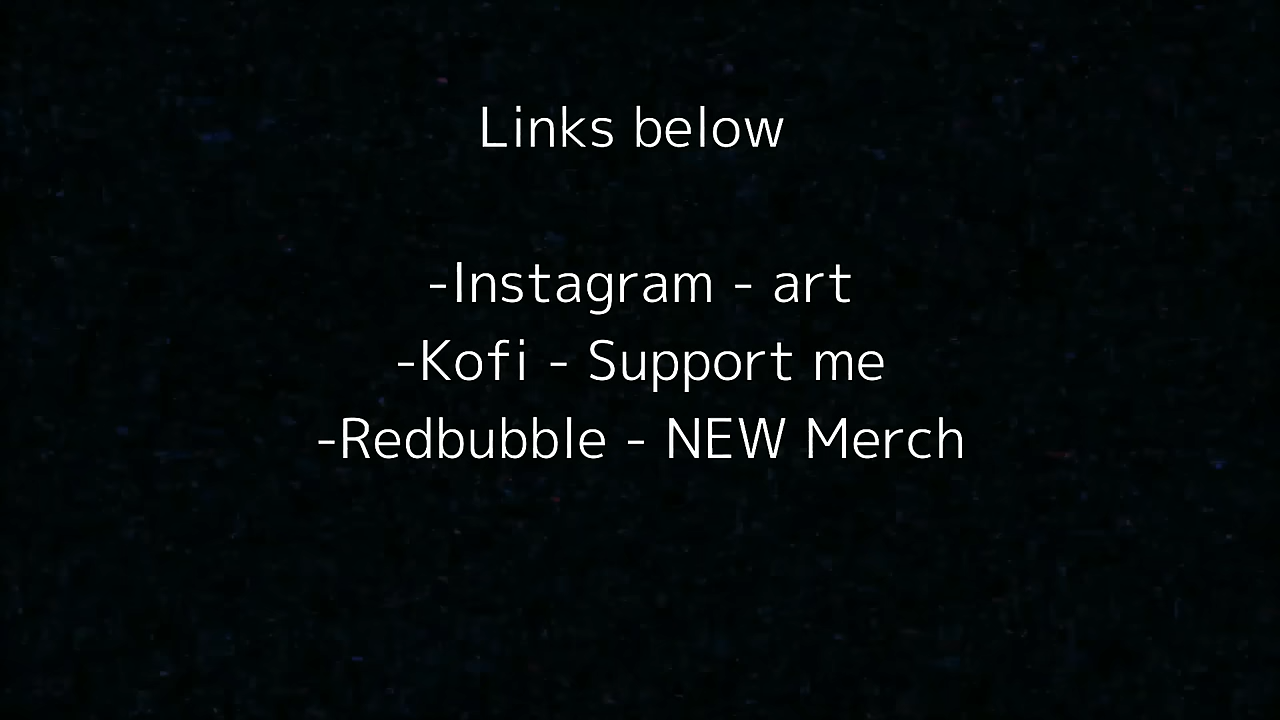 Links below
-Instagram - art
-Kofi - Support me
-Redbubble - NEW Merch